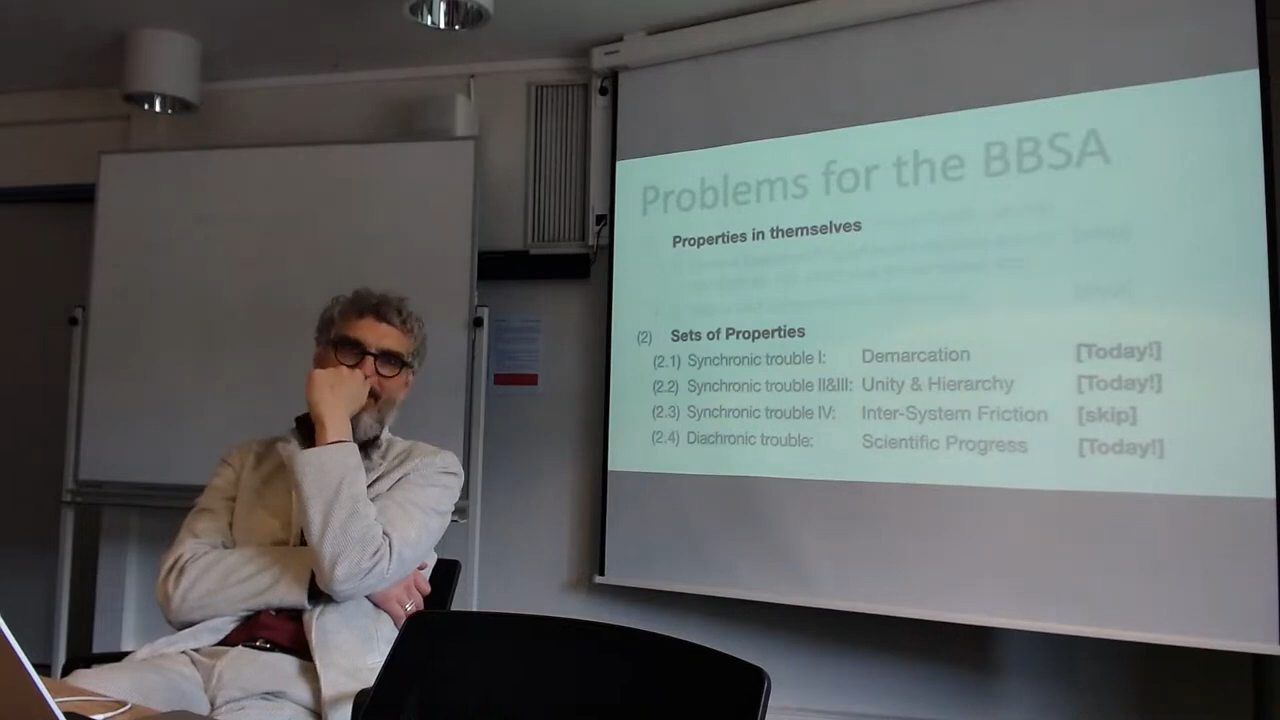 Problems for the BBSA
Properties in themselves
(2) Sets of Properties
(2.1) Synchronic trouble I: Demarcation [Today!]
(2.2) Synchronic trouble II&III: Unity & Hierarchy [Today!]
(2.3) Synchronic trouble IV: Inter-System Friction [skip]
(2.4) Diachronic trouble: Scientific Progress [Today!]